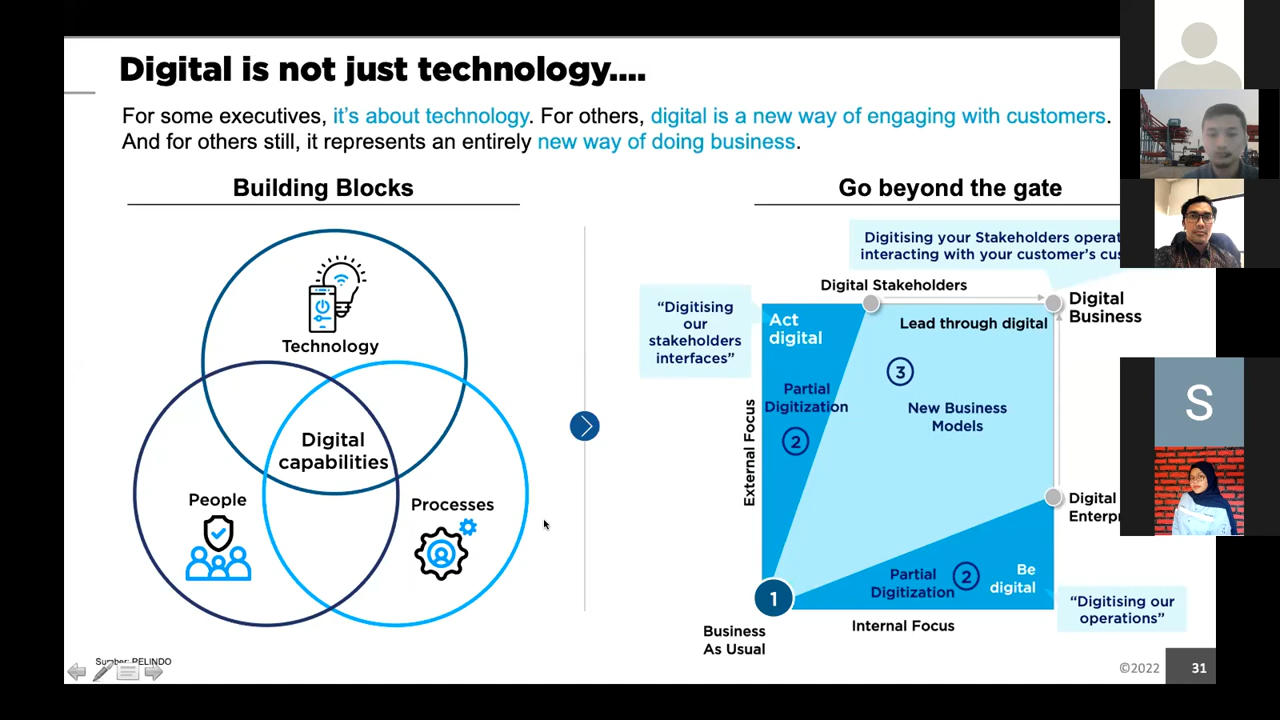 Digital is not just technology....
For some executives, it's about technology. For others, digital is a new way of engaging with customers.
And for others still, it represents an entirely new way of doing business.
Building Blocks
Technology
Digital
capabilities
People
Processes
Go beyond the gate
Digitising your Stakeholders
interacting with your customer's
Digital Stakeholders
"Digitising
our
stakeholders
interfaces"
Act
digital
Lead through digital
Digital
Business
3
Partial
Digitization
2
New Business
Models
External Focus
Digital
Partial
Digitization
2
Be
digital
1
"Digitising our
operations"
Business
As Usual
Internal Focus
Sumber: PELINDO
©2022
31
S